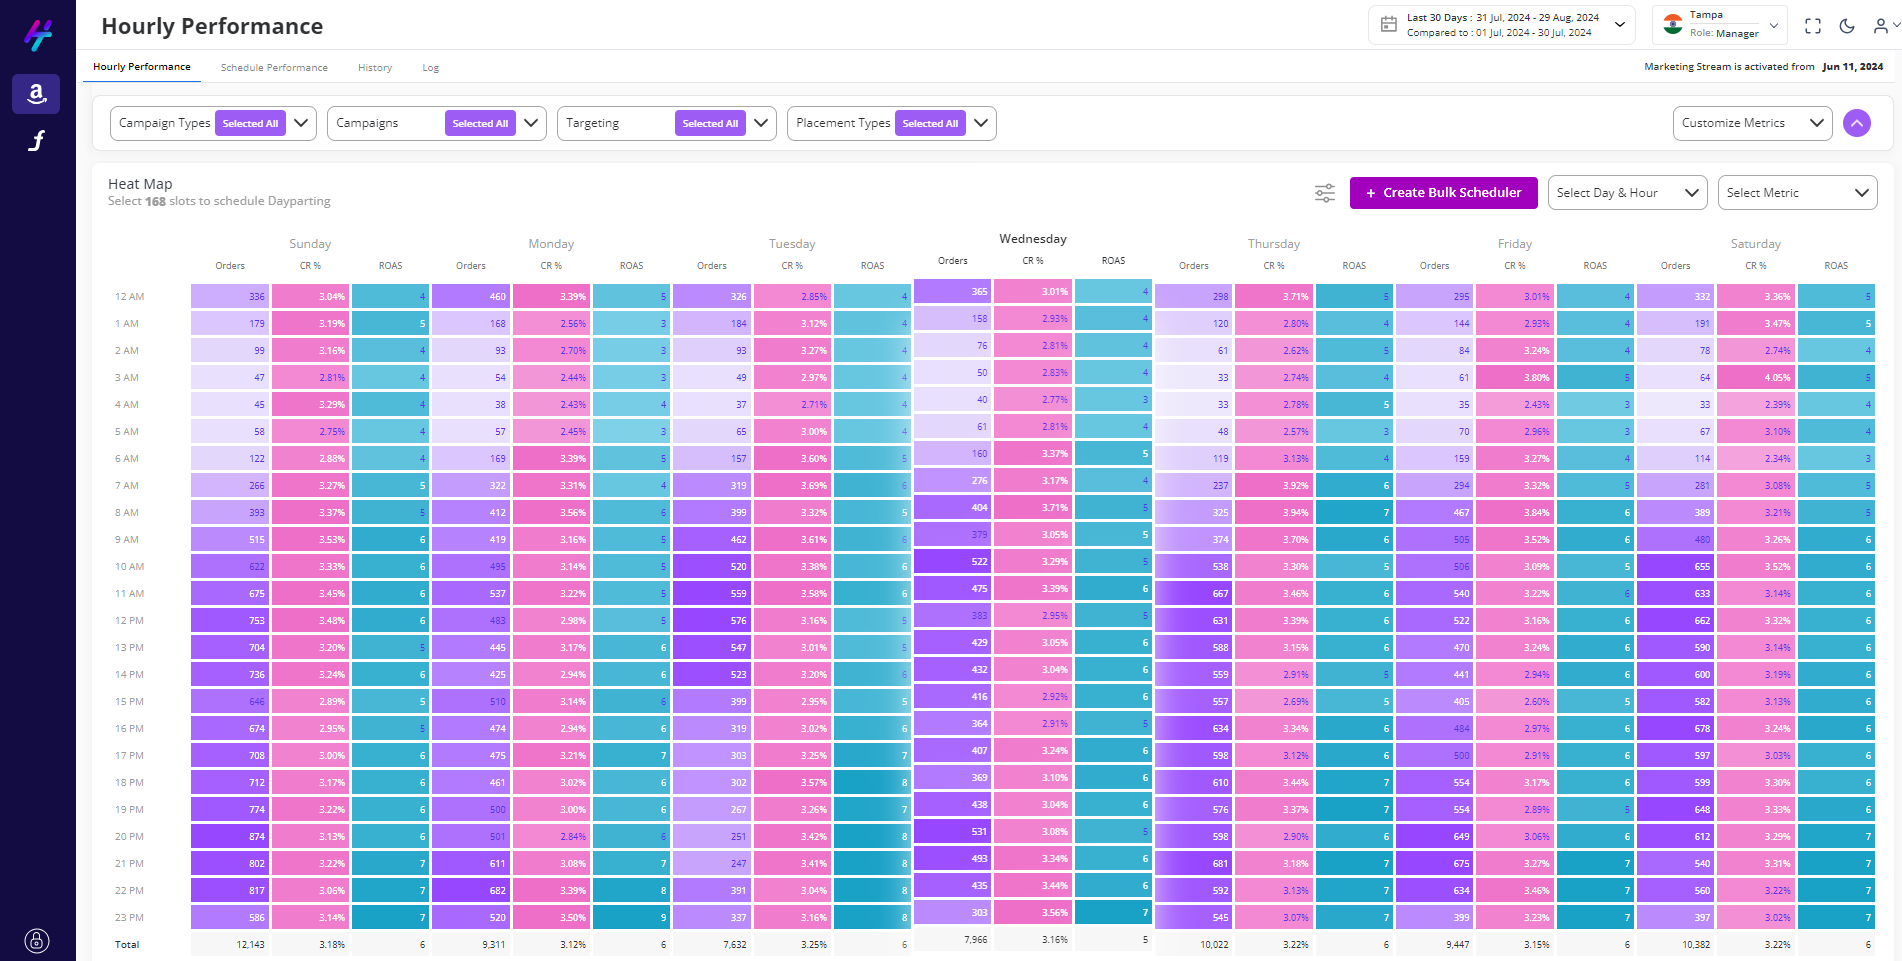 Hourly Performance
Last 30 Days : 31 Jul, 2024 - 29 Aug, 2024
Compared to : 01 Jul, 2024 - 30 Jul, 2024
Tampa
Role: Manager
Hourly Performance Schedule Performance History Log
Marketing Stream is activated from Jun 11, 2024
Campaign Types Selected All Campaigns Selected All Targeting Selected All Placement Types Selected All Customize Metrics
Heat Map
Select 168 slots to schedule Dayparting
+ Create Bulk Scheduler Select Day & Hour Select Metric
Sunday Monday Tuesday Wednesday Thursday Friday Saturday
Orders CR % ROAS Orders CR % ROAS Orders CR % ROAS Orders CR % ROAS Orders CR % ROAS Orders CR % ROAS Orders CR % ROAS
12 AM 336 3.04% 4 460 3.39% 5 326 2.85% 4 365 3.01% 4 298 3.71% 5 295 3.01% 4 332 3.36% 5
1 AM 179 3.19% 5 168 2.56% 3 184 3.12% 4 158 2.93% 4 120 2.80% 4 144 2.93% 4 191 3.47% 5
2 AM 99 3.16% 4 93 2.70% 3 93 3.27% 4 76 2.81% 4 61 2.62% 5 84 3.24% 4 78 2.74% 4
3 AM 47 2.81% 4 54 2.44% 3 49 2.97% 4 50 2.83% 4 33 2.74% 4 61 3.80% 5 64 4.05% 5
4 AM 45 3.29% 4 38 2.43% 4 37 2.71% 4 40 2.77% 3 33 2.78% 5 35 2.43% 3 33 2.39% 4
5 AM 58 2.75% 4 57 2.45% 3 65 3.00% 4 61 2.81% 4 48 2.57% 3 70 2.96% 3 67 3.10% 4
6 AM 122 2.88% 4 169 3.39% 5 157 3.60% 5 160 3.37% 5 119 3.13% 4 159 3.27% 4 114 2.34% 3
7 AM 266 3.27% 5 322 3.31% 4 319 3.69% 6 276 3.17% 4 237 3.92% 6 294 3.32% 5 281 3.08% 5
8 AM 393 3.37% 5 412 3.56% 6 399 3.32% 5 404 3.71% 5 325 3.94% 7 467 3.84% 6 389 3.21% 5
9 AM 515 3.53% 6 419 3.16% 5 462 3.61% 6 379 3.05% 5 374 3.70% 6 505 3.52% 6 480 3.26% 6
10 AM 622 3.33% 6 495 3.14% 5 520 3.38% 6 522 3.29% 5 538 3.30% 5 506 3.09% 5 655 3.52% 6
11 AM 675 3.45% 6 537 3.22% 5 559 3.58% 6 475 3.39% 6 667 3.46% 6 540 3.22% 6 633 3.14% 6
12 PM 753 3.48% 6 483 2.98% 5 576 3.16% 5 383 2.95% 5 631 3.39% 6 522 3.16% 6 662 3.32% 6
13 PM 704 3.20% 5 445 3.17% 6 547 3.01% 5 429 3.05% 6 588 3.15% 6 470 3.24% 6 590 3.14% 6
14 PM 736 3.24% 6 425 2.94% 6 523 3.20% 6 432 3.04% 6 559 2.91% 5 441 2.94% 6 600 3.19% 6
15 PM 646 2.89% 5 510 3.14% 6 399 2.95% 5 416 2.92% 6 557 2.69% 5 405 2.60% 5 582 3.13% 6
16 PM 674 2.95% 5 474 2.94% 6 319 3.02% 6 364 2.91% 5 634 3.34% 6 484 2.97% 6 678 3.24% 6
17 PM 708 3.00% 6 475 3.21% 7 303 3.25% 7 407 3.24% 6 598 3.12% 6 500 2.91% 6 597 3.03% 6
18 PM 712 3.17% 6 461 3.02% 6 302 3.57% 8 369 3.10% 6 610 3.44% 7 554 3.17% 6 599 3.30% 6
19 PM 774 3.22% 6 500 3.00% 6 267 3.26% 7 438 3.04% 6 576 3.37% 7 554 2.89% 5 648 3.33% 6
20 PM 874 3.13% 6 501 2.84% 6 251 3.42% 8 531 3.08% 5 598 2.90% 6 649 3.06% 6 612 3.29% 7
21 PM 802 3.22% 7 611 3.08% 7 247 3.41% 8 493 3.34% 6 681 3.18% 7 675 3.27% 7 540 3.31% 7
22 PM 817 3.06% 7 682 3.39% 8 391 3.04% 8 435 3.44% 6 592 3.13% 7 634 3.46% 7 560 3.22% 7
23 PM 586 3.14% 7 520 3.50% 9 337 3.16% 8 303 3.56% 7 545 3.07% 7 399 3.23% 7 397 3.02% 7
Total 12,143 3.18% 6 9,311 3.12% 6 7,632 3.25% 6 7,966 3.16% 5 10,022 3.22% 6 9,447 3.15% 6 10,382 3.22% 6